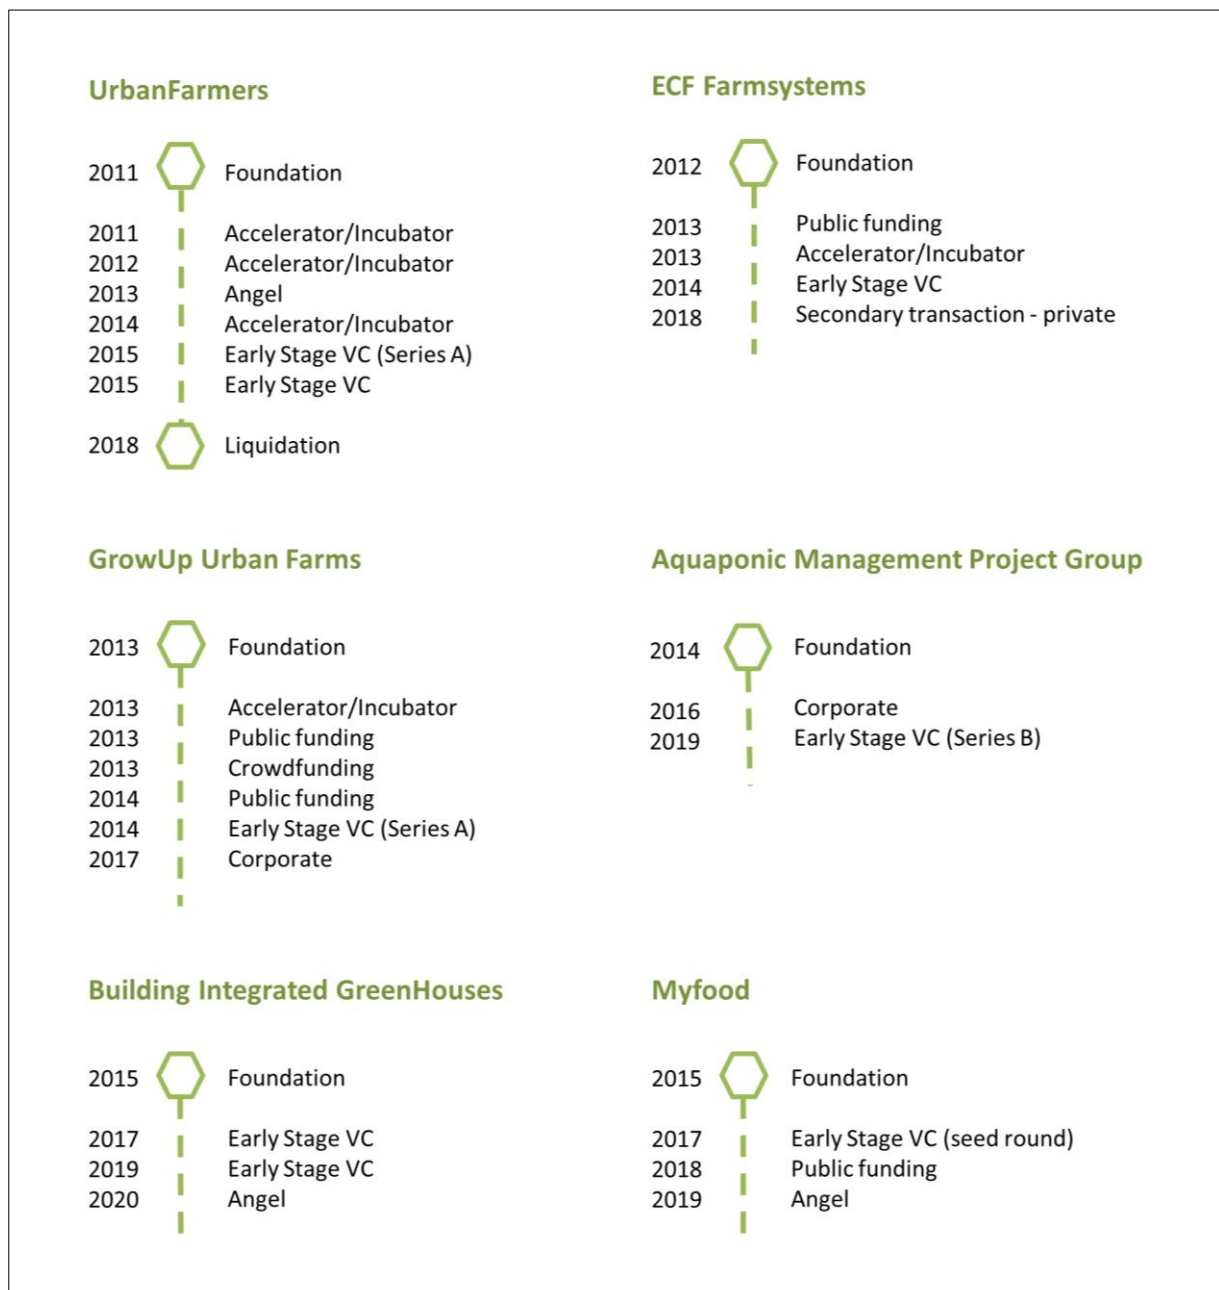 UrbanFarmers
2011 Foundation
2011 Accelerator/Incubator
2012 Accelerator/Incubator
2013 Angel
2014 Accelerator/Incubator
2015 Early Stage VC (Series A)
2015 Early Stage VC
2018 Liquidation
ECF Farmsystems
2012 Foundation
2013 Public funding
2013 Accelerator/Incubator
2014 Early Stage VC
2018 Secondary transaction - private
GrowUp Urban Farms
2013 Foundation
2013 Accelerator/Incubator
2013 Public funding
2013 Crowdfunding
2014 Public funding
2014 Early Stage VC (Series A)
2017 Corporate
Aquaponic Management Project Group
2014 Foundation
2016 Corporate
2019 Early Stage VC (Series B)
Building Integrated GreenHouses
2015 Foundation
2017 Early Stage VC
2019 Early Stage VC
2020 Angel
Myfood
2015 Foundation
2017 Early Stage VC (seed round)
2018 Public funding
2019 Angel